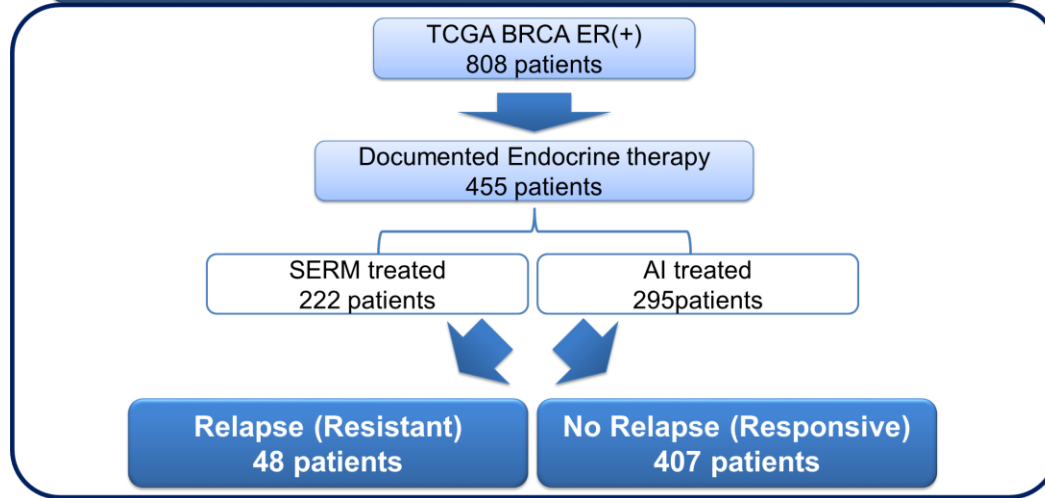 TCGA BRCA ER(+)
808 patients
Documented Endocrine therapy
455 patients
SERM treated
222 patients
AI treated
295patients
Relapse (Resistant)
48 patients
No Relapse (Responsive)
407 patients